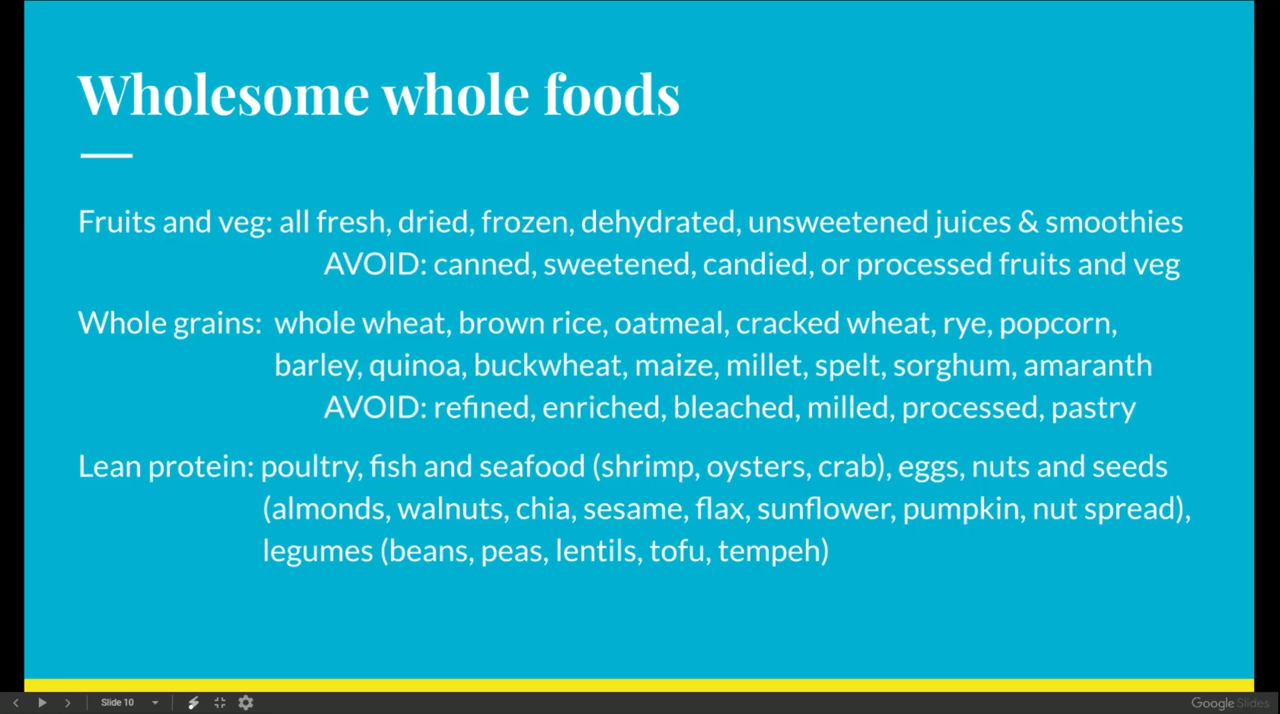 Wholesome whole foods
Fruits and veg: all fresh, dried, frozen, dehydrated, unsweetened juices & smoothies
AVOID: canned, sweetened, candied, or processed fruits and veg
Whole grains: whole wheat, brown rice, oatmeal, cracked wheat, rye, popcorn,
barley, quinoa, buckwheat, maize, millet, spelt, sorghum, amaranth
AVOID: refined, enriched, bleached, milled, processed, pastry
Lean protein: poultry, fish and seafood (shrimp, oysters, crab), eggs, nuts and seeds
(almonds, walnuts, chia, sesame, flax, sunflower, pumpkin, nut spread),
legumes (beans, peas, lentils, tofu, tempeh)
Slide 10
Google Slides